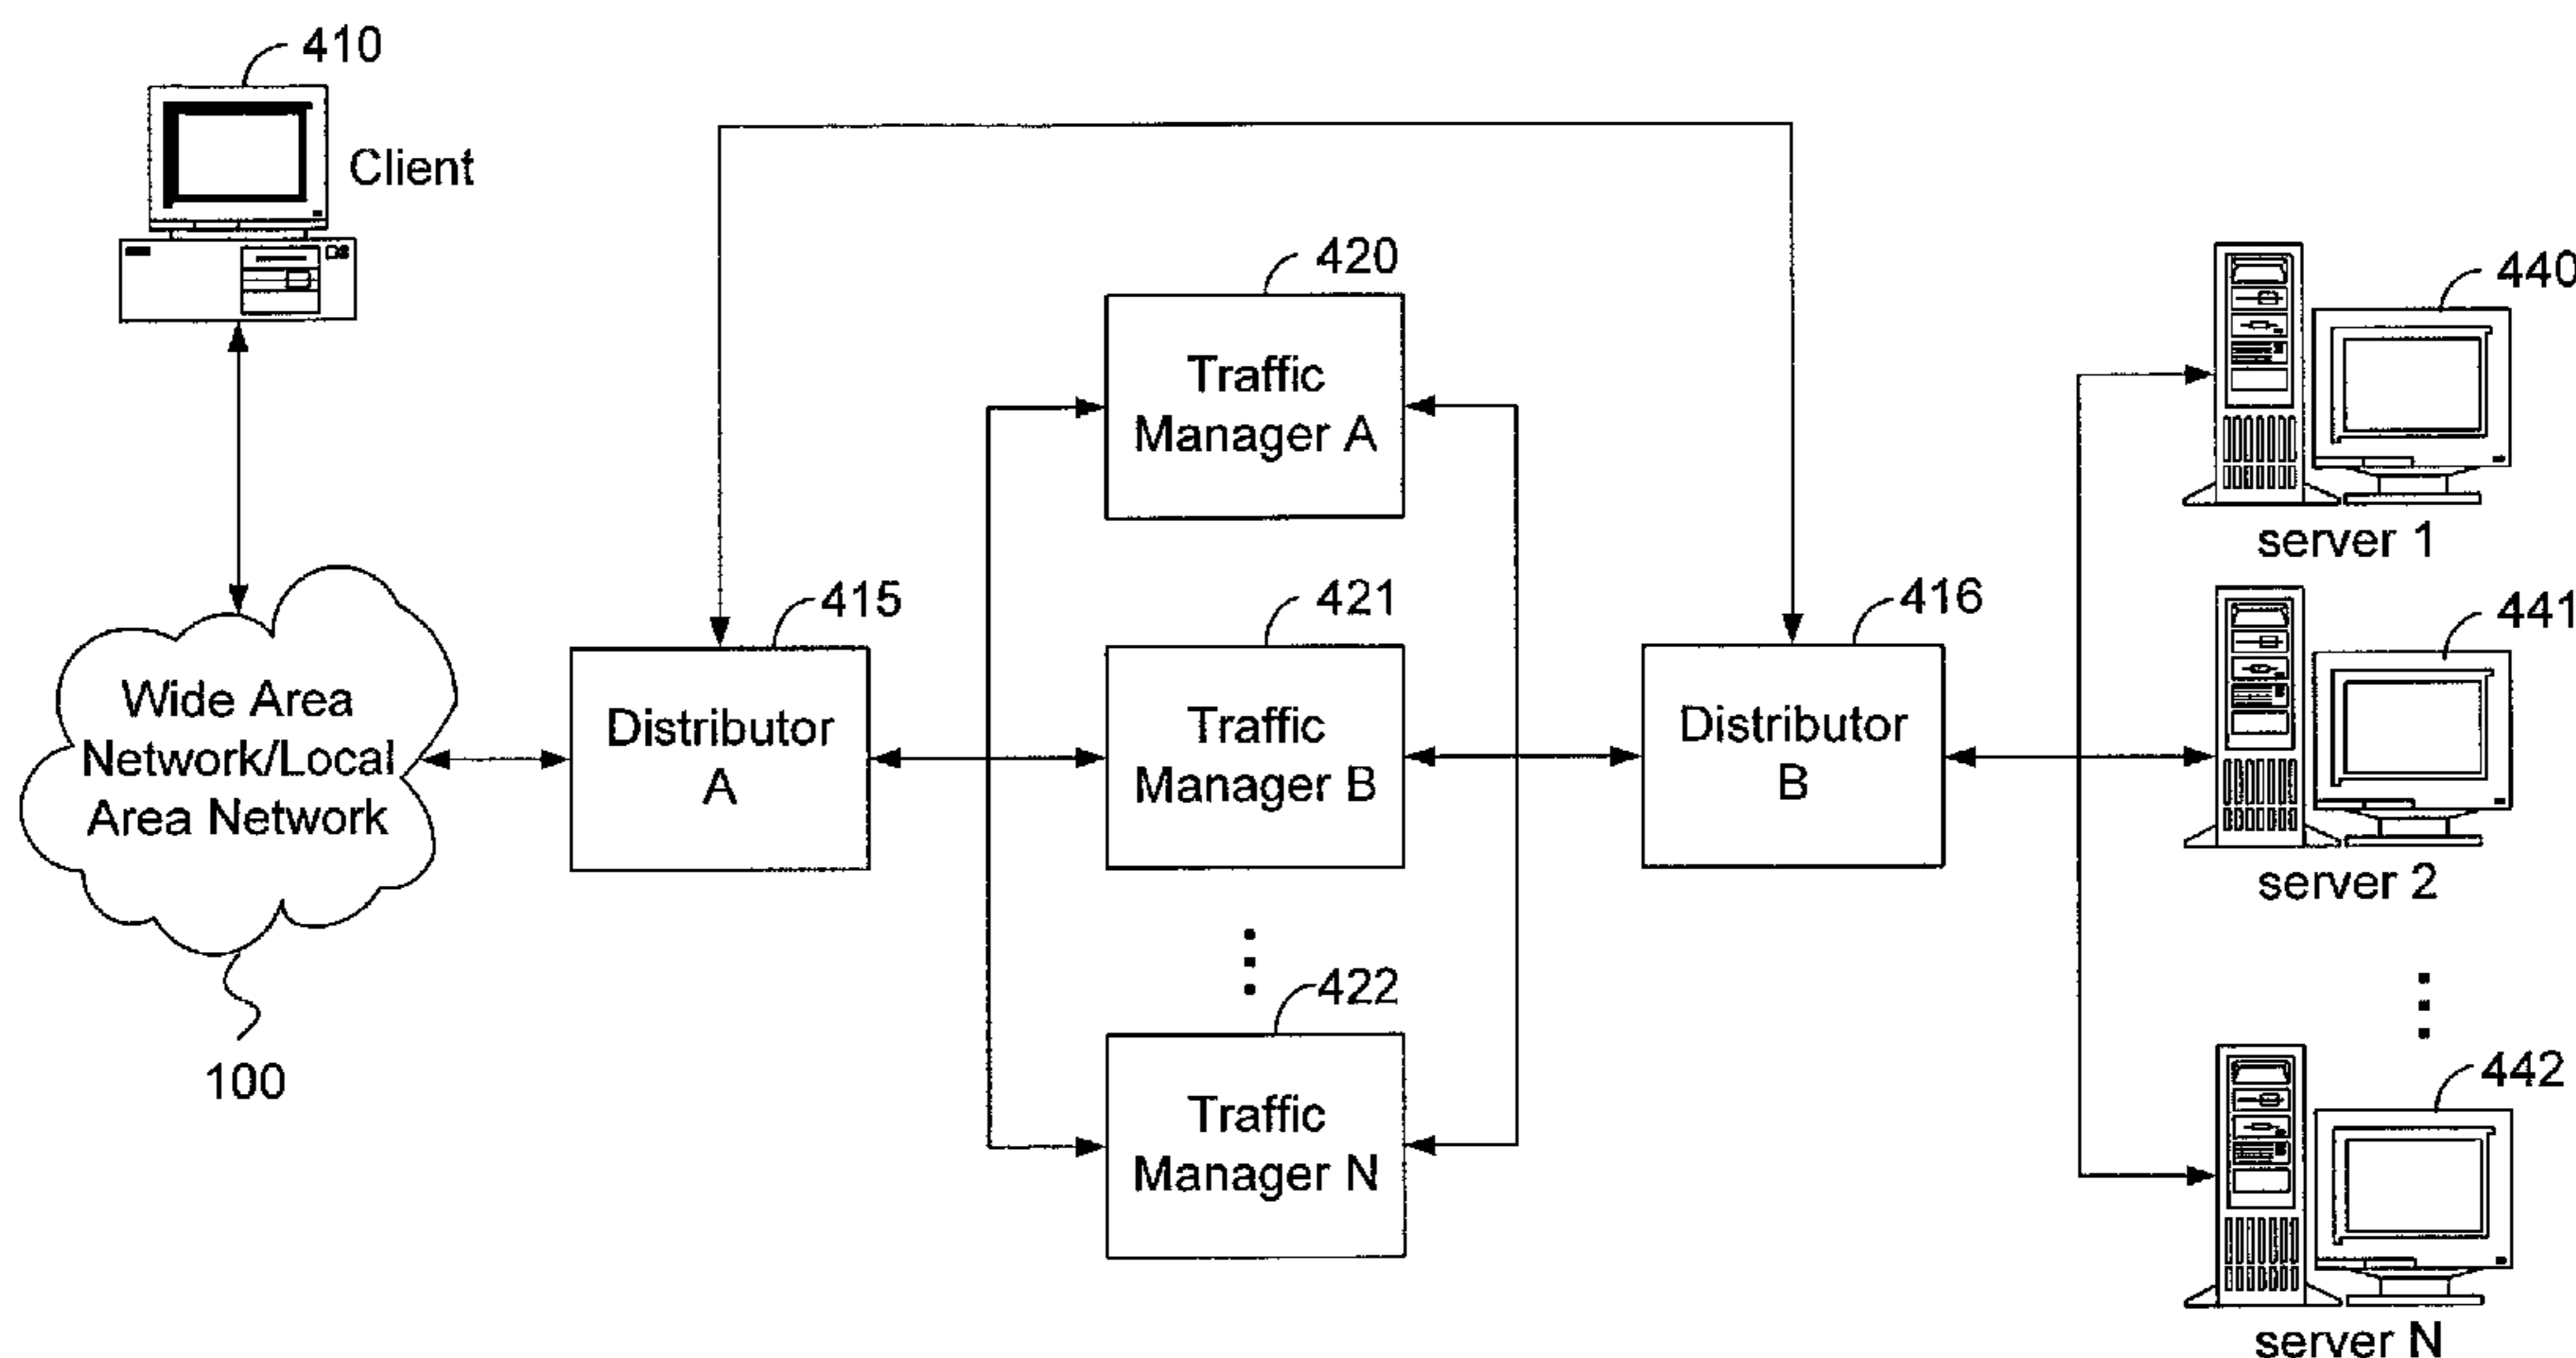 410
Client
420
Traffic
Manager A
440
server 1
415
421
416
441
Wide Area
Network/Local
Area Network
Distributor
A
Traffic
Manager B
Distributor
B
server 2
100
422
Traffic
Manager N
442
server N